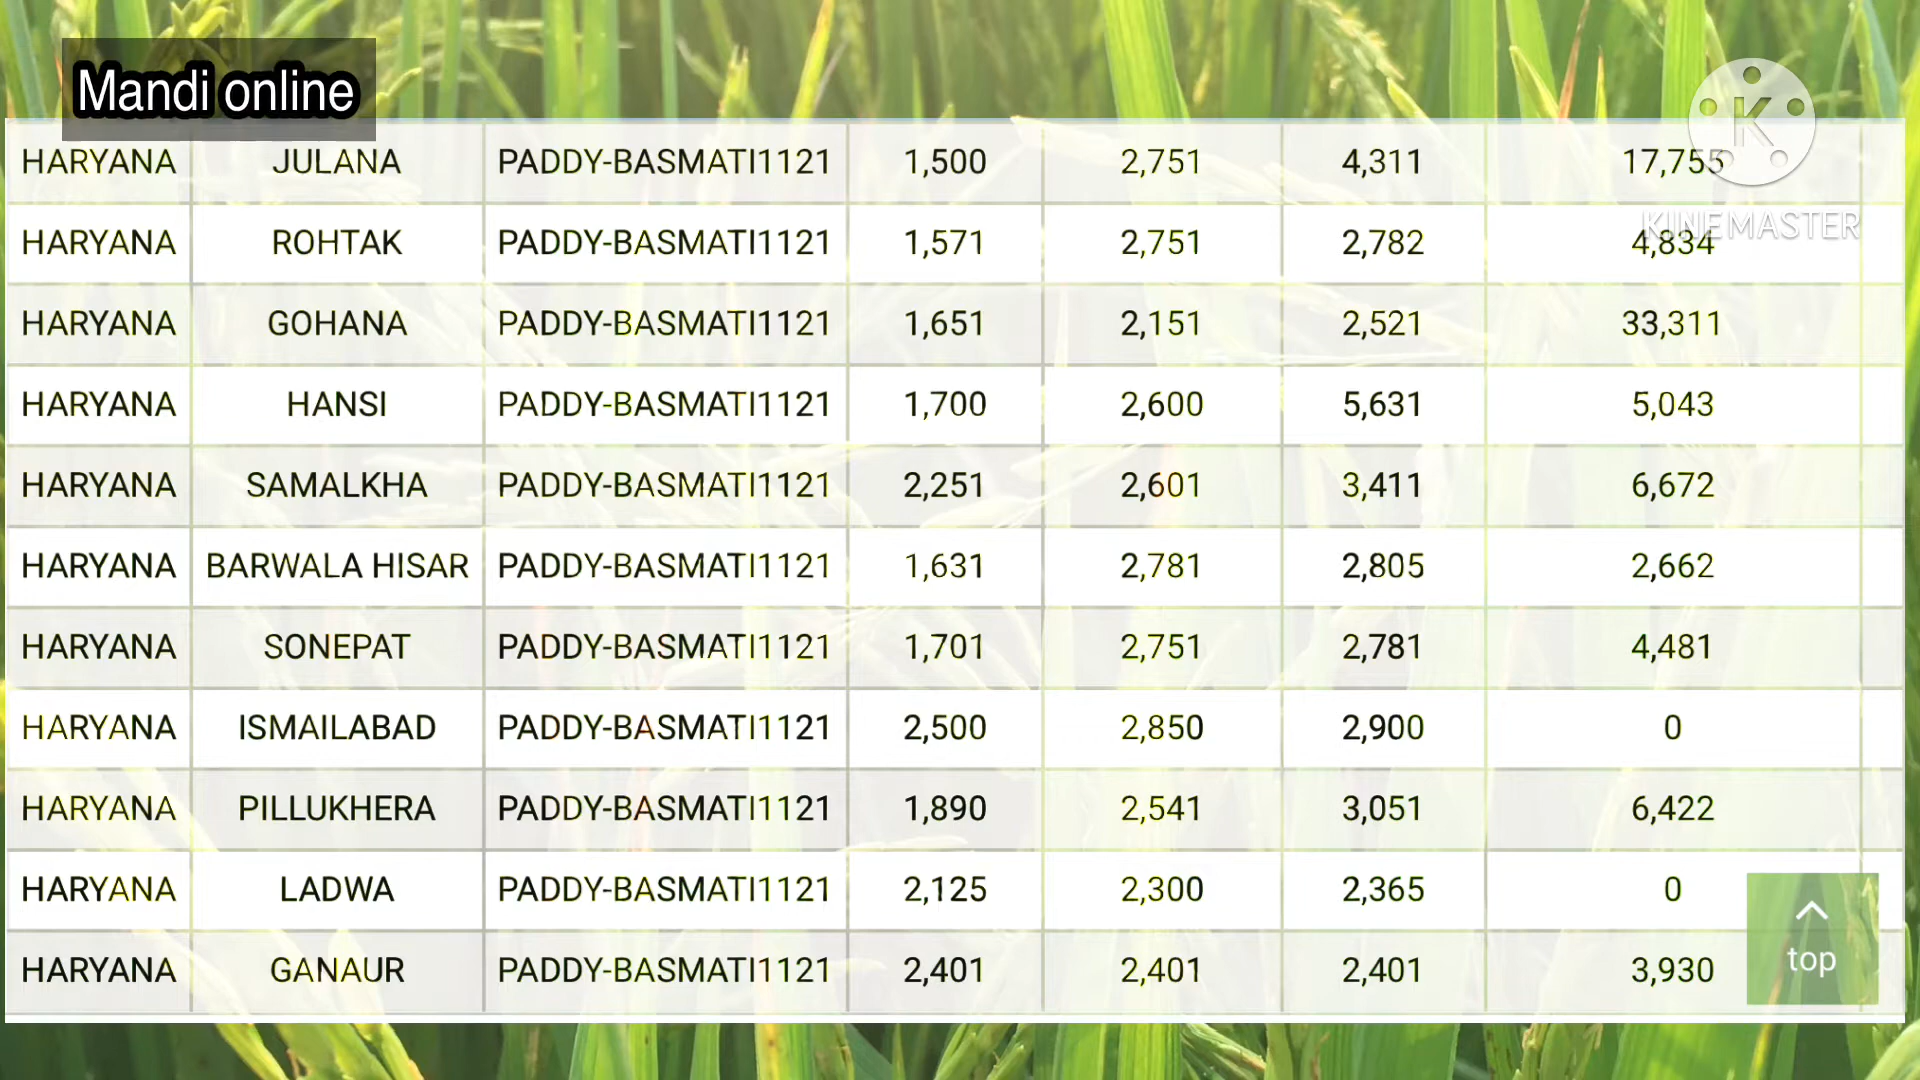 Mandi online
HARYANA JULANA PADDY-BASMATI1121 1,500 2,751 4,311 17,755
KINEMASTER
HARYANA ROHTAK PADDY-BASMATI1121 1,571 2,751 2,782 4,834
HARYANA GOHANA PADDY-BASMATI1121 1,651 2,151 2,521 33,311
HARYANA HANSI PADDY-BASMATI1121 1,700 2,600 5,631 5,043
HARYANA SAMALKHA PADDY-BASMATI1121 2,251 2,601 3,411 6,672
HARYANA BARWALA HISAR PADDY-BASMATI1121 1,631 2,781 2,805 2,662
HARYANA SONEPAT PADDY-BASMATI1121 1,701 2,751 2,781 4,481
HARYANA ISMAILABAD PADDY-BASMATI1121 2,500 2,850 2,900 0
HARYANA PILLUKHERA PADDY-BASMATI1121 1,890 2,541 3,051 6,422
HARYANA LADWA PADDY-BASMATI1121 2,125 2,300 2,365 0
HARYANA GANAUR PADDY-BASMATI1121 2,401 2,401 2,401 3,930
top